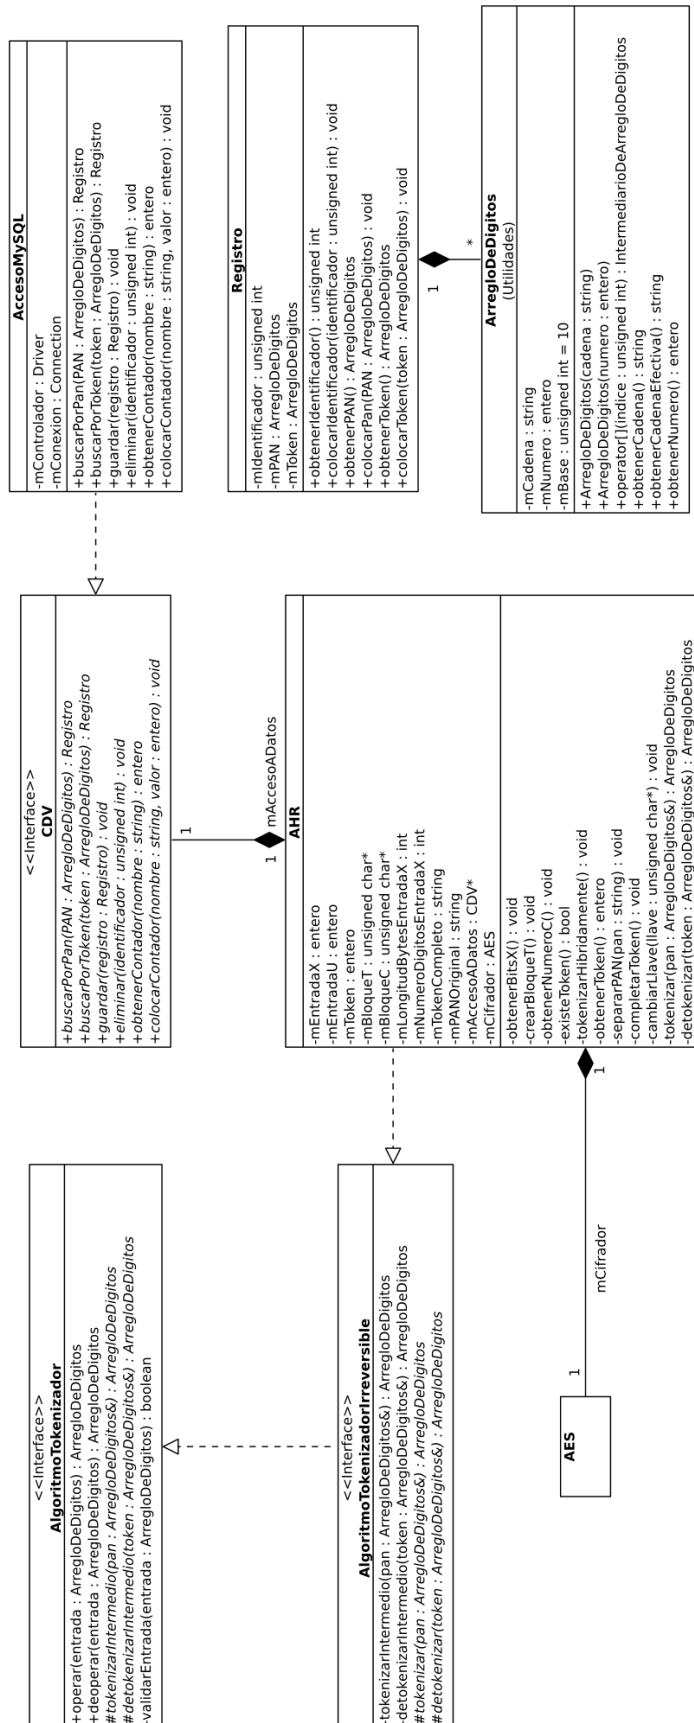 <<Interface>>
AlgoritmoTokenizador
+operar(entrada : ArregloDeDigitos) : ArregloDeDigitos
+deoperar(entrada : ArregloDeDigitos) : ArregloDeDigitos
#tokenizarIntermedio(pan : ArregloDeDigitos&) : ArregloDeDigitos
#detokenizarIntermedio(token : ArregloDeDigitos&) : ArregloDeDigitos
-validarEntrada(entrada : ArregloDeDigitos) : boolean
<<Interface>>
CDV
+buscarPorPan(PAN : ArregloDeDigitos) : Registro
+buscarPorToken(token : ArregloDeDigitos) : Registro
+guardar(registro : Registro) : void
+eliminar(identificador : unsigned int) : void
+obtenerContador(nombre : string) : entero
+colocarContador(nombre : string, valor : entero) : void
AccesoMySQL
-mControlador : Driver
-mConexion : Connection
+buscarPorPan(PAN : ArregloDeDigitos) : Registro
+buscarPorToken(token : ArregloDeDigitos) : Registro
+guardar(registro : Registro) : void
+eliminar(identificador : unsigned int) : void
+obtenerContador(nombre : string) : entero
+colocarContador(nombre : string, valor : entero) : void
1
1
mAccesoADatos
<<Interface>>
AlgoritmoTokenizadorIrreversible
-tokenizarIntermedio(pan : ArregloDeDigitos&) : ArregloDeDigitos
-detokenizarIntermedio(token : ArregloDeDigitos&) : ArregloDeDigitos
#tokenizar(pan : ArregloDeDigitos&) : ArregloDeDigitos
#detokenizar(token : ArregloDeDigitos&) : ArregloDeDigitos
AHR
-mEntradaX : entero
-mEntradaU : entero
-mToken : entero
-mBloqueT : unsigned char*
-mBloqueC : unsigned char*
-mLongitudBytesEntradaX : int
-mNumeroDigitosEntradaX : int
-mTokenCompleto : string
-mPANOriginal : string
-mAccesoADatos : CDV*
-mCifrador : AES
-obtenerBitsX() : void
-crearBloqueT() : void
-obtenerNumeroC() : void
-existeToken() : bool
-tokenizarHibridamente() : void
-obtenerToken() : entero
-separarPAN(pan : string) : void
-completarToken() : void
-cambiarLlave(llave : unsigned char*) : void
-tokenizar(pan : ArregloDeDigitos&) : ArregloDeDigitos
-detokenizar(token : ArregloDeDigitos&) : ArregloDeDigitos
Registro
-mIdentificador : unsigned int
-mPAN : ArregloDeDigitos
-mToken : ArregloDeDigitos
+obtenerIdentificador() : unsigned int
+colocarIdentificador(identificador : unsigned int) : void
+obtenerPAN() : ArregloDeDigitos
+colocarPan(PAN : ArregloDeDigitos) : void
+obtenerToken() : ArregloDeDigitos
+colocarToken(token : ArregloDeDigitos) : void
1
*
ArregloDeDigitos
(Utilidades)
-mCadena : string
-mNumero : entero
-mBase : unsigned int = 10
+ArregloDeDigitos(cadena : string)
+ArregloDeDigitos(numero : entero)
+operator[](indice : unsigned int) : IntermediarioDeArregloDeDigitos
+obtenerCadena() : string
+obtenerCadenaEfectiva() : string
+obtenerNumero() : entero
AES
1
mCifrador
1